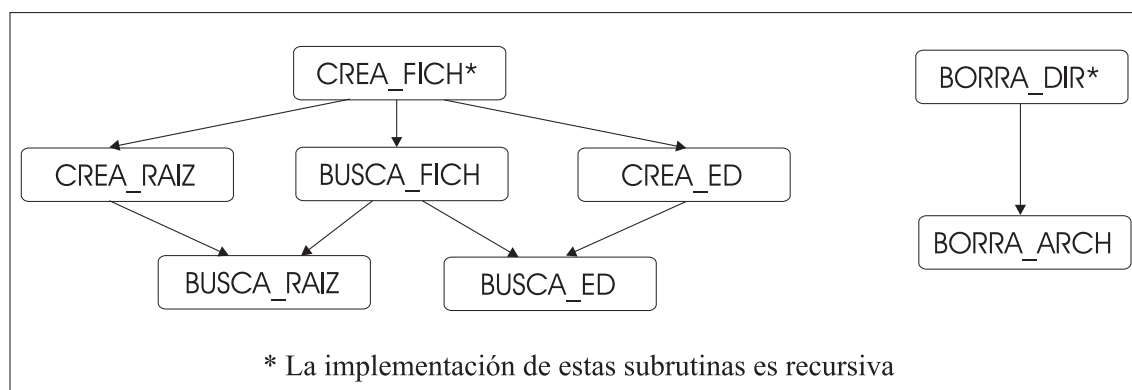 CREA_FICH*
BORRA_DIR*
CREA_RAIZ
BUSCA_FICH
CREA_ED
BORRA_ARCH
BUSCA_RAIZ
BUSCA_ED
* La implementación de estas subrutinas es recursiva